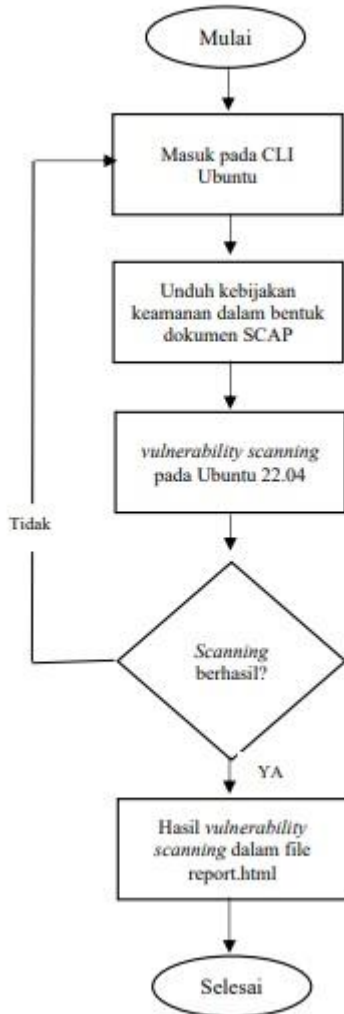 Mulai
Masuk pada CLI
Ubuntu
Unduh kebijakan
keamanan dalam bentuk
dokumen SCAP
vulnerability scanning
pada Ubuntu 22.04
Tidak
Scanning
berhasil?
YA
Hasil vulnerability
scanning dalam file
report.html
Selesai